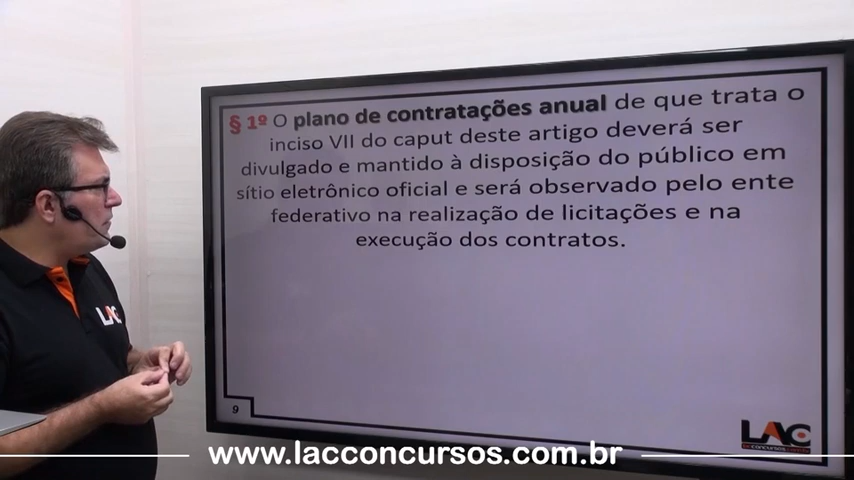 § 1º O plano de contratações anual de que trata o
inciso VII do caput deste artigo deverá ser
divulgado e mantido à disposição do público em
sítio eletrônico oficial e será observado pelo ente
federativo na realização de licitações e na
execução dos contratos.
LAC
9
LAC
www.lacconcursos.com.br